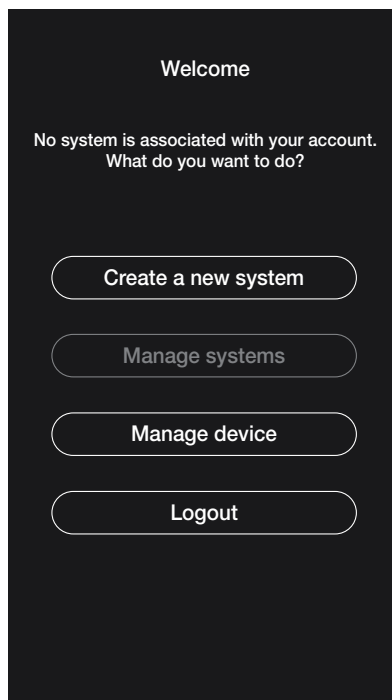 Welcome
No system is associated with your account.
What do you want to do?
Create a new system
Manage systems
Manage device
Logout